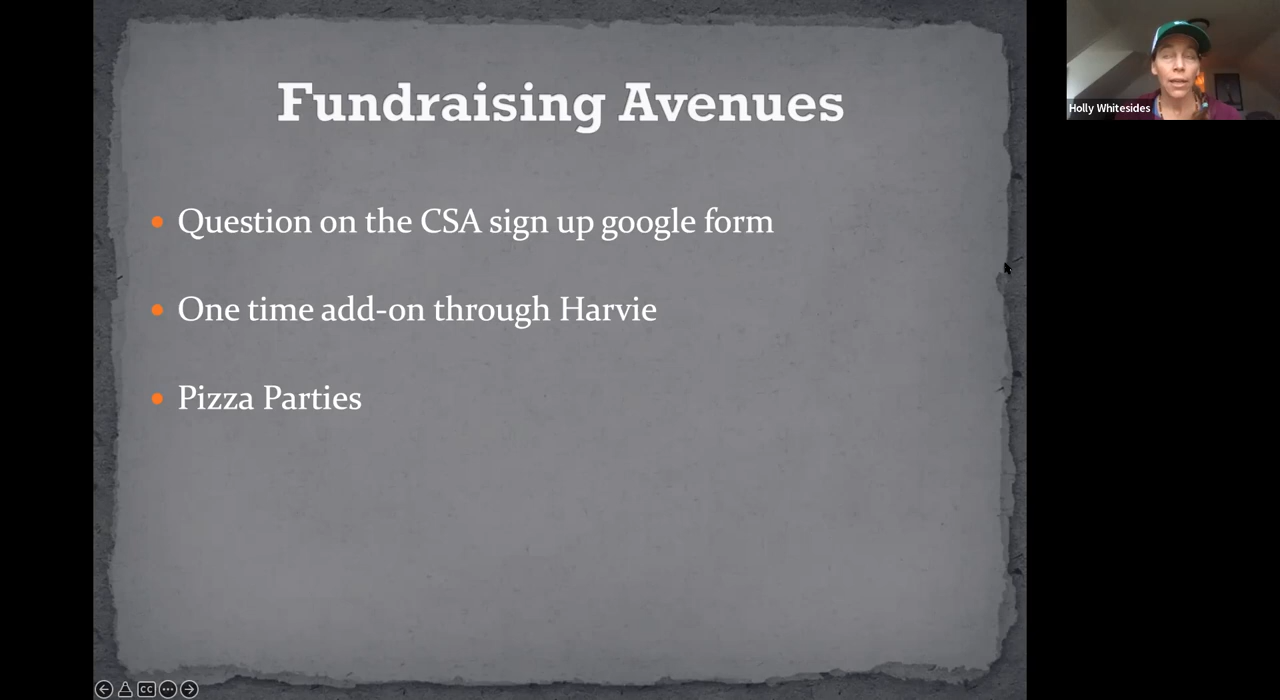 Fundraising Avenues
Question on the CSA sign up google form
One time add-on through Harvie
Pizza Parties
Holly Whitesides
CC